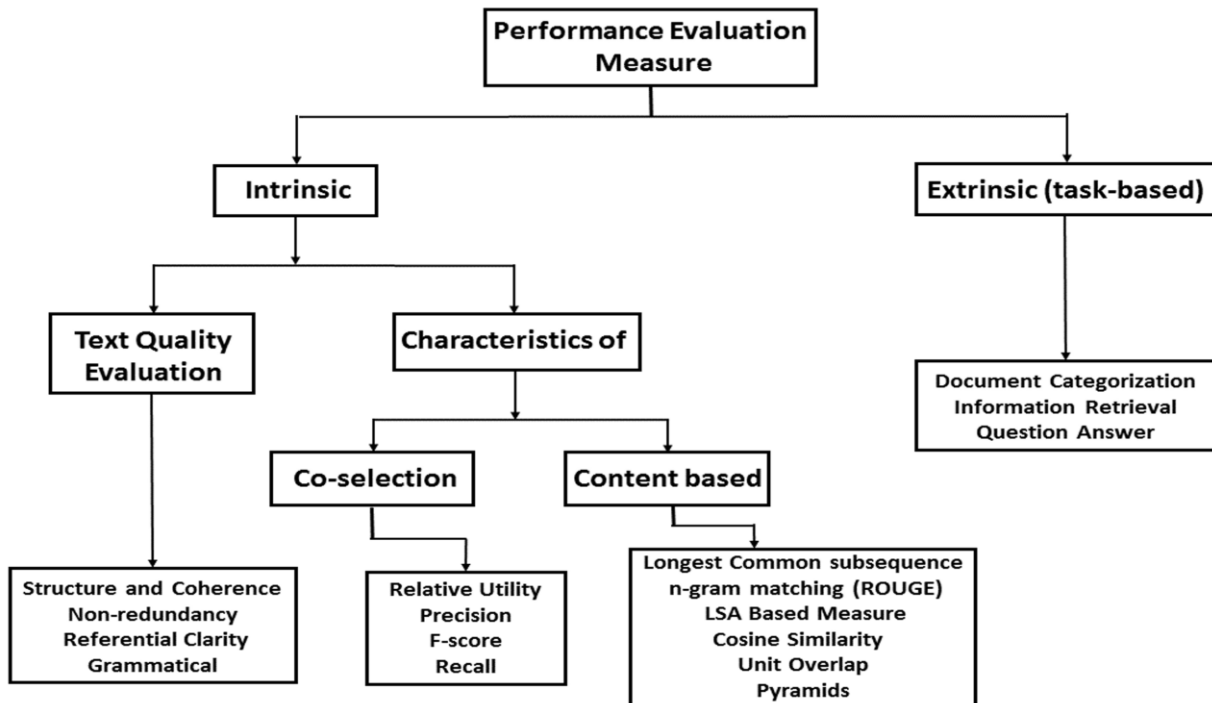 Performance Evaluation
Measure
Intrinsic
Extrinsic (task-based)
Text Quality
Evaluation
Characteristics of
Document Categorization
Information Retrieval
Question Answer
Co-selection
Content based
Structure and Coherence
Non-redundancy
Referential Clarity
Grammatical
Relative Utility
Precision
F-score
Recall
Longest Common subsequence
n-gram matching (ROUGE)
LSA Based Measure
Cosine Similarity
Unit Overlap
Pyramids